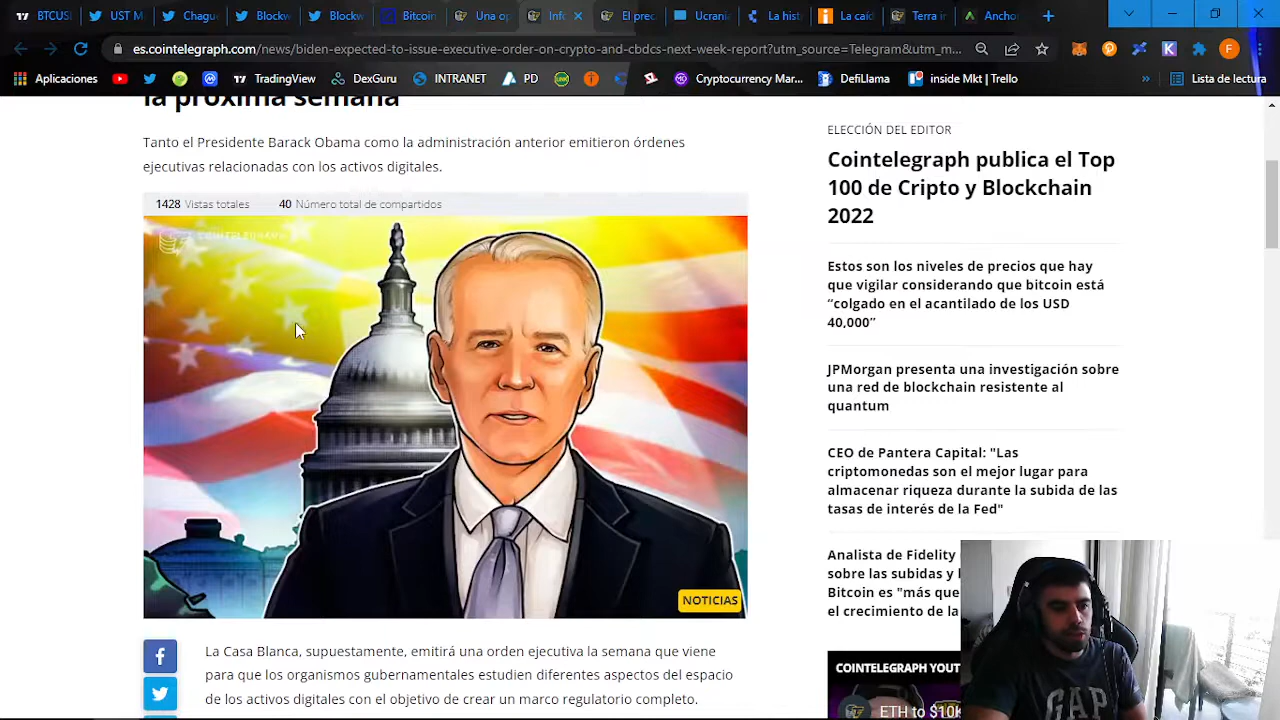 BTCUS
UST M
Chague
Blockw
Blockw
Bitcoin
Una op
Info
El prec
Ucrani
La hist
La caíd
Terra i
Ancho
es.cointelegraph.com/news/biden-expected-to-issue-executive-order-on-crypto-and-cbdcs-next-week-report?utm_source=Telegram&utm_m...
Aplicaciones
TradingView
DexGuru
INTRANET
PD
Cryptocurrency Mar...
DefiLlama
inside Mkt | Trello
»
Lista de lectura
la próxima semana
Tanto el Presidente Barack Obama como la administración anterior emitieron órdenes
ejecutivas relacionadas con los activos digitales.
1428 Vistas totales
40 Número total de compartidos
COINTELEGRAPH
NOTICIAS
La Casa Blanca, supuestamente, emitirá una orden ejecutiva la semana que viene
para que los organismos gubernamentales estudien diferentes aspectos del espacio
de los activos digitales con el objetivo de crear un marco regulatorio completo.
ELECCIÓN DEL EDITOR
Cointelegraph publica el Top
100 de Cripto y Blockchain
2022
Estos son los niveles de precios que hay
que vigilar considerando que bitcoin está
“colgado en el acantilado de los USD
40,000”
JPMorgan presenta una investigación sobre
una red de blockchain resistente al
quantum
CEO de Pantera Capital: "Las
criptomonedas son el mejor lugar para
almacenar riqueza durante la subida de las
tasas de interés de la Fed"
Analista de Fidelity
sobre las subidas y
Bitcoin es "más que
el crecimiento de la
COINTELEGRAPH YOUT
ETH to $10K
GAP